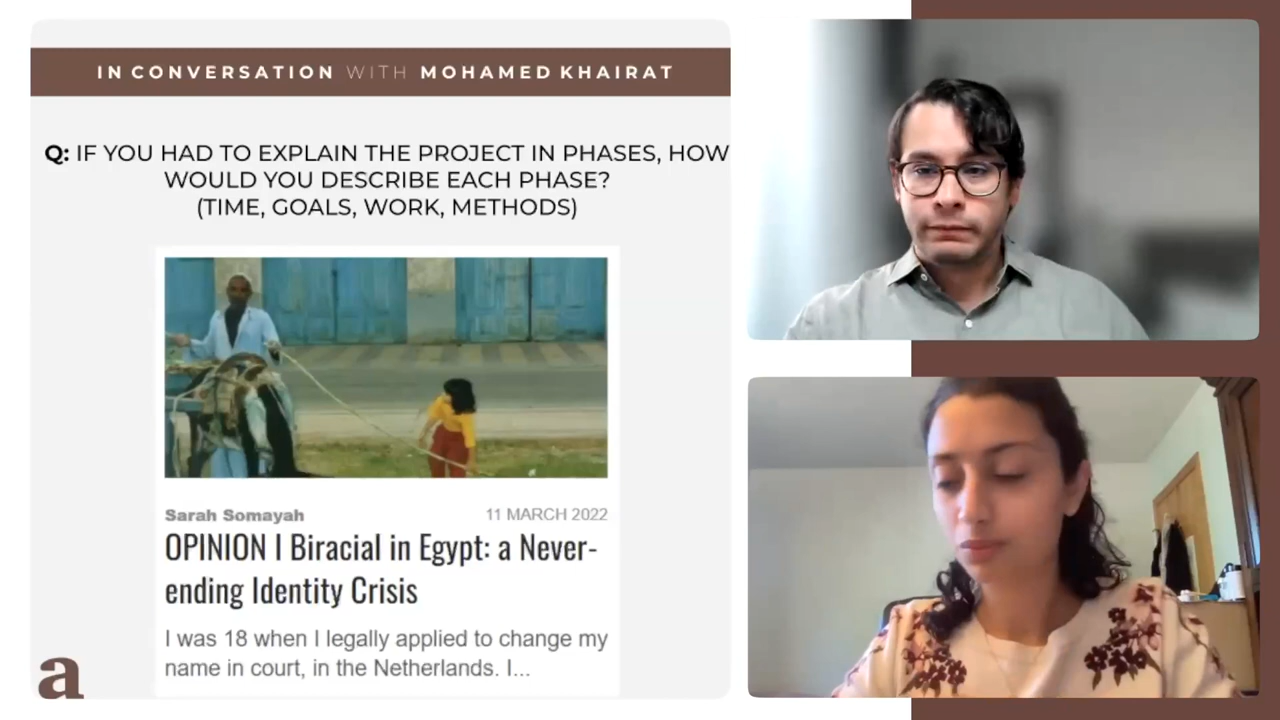 IN CONVERSATION WITH MOHAMED KHAIRAT
Q: IF YOU HAD TO EXPLAIN THE PROJECT IN PHASES, HOW
WOULD YOU DESCRIBE EACH PHASE?
(TIME, GOALS, WORK, METHODS)
Sarah Somayah 11 MARCH 2022
OPINION I Biracial in Egypt: a Never-
ending Identity Crisis
I was 18 when I legally applied to change my
name in court, in the Netherlands. I...
a